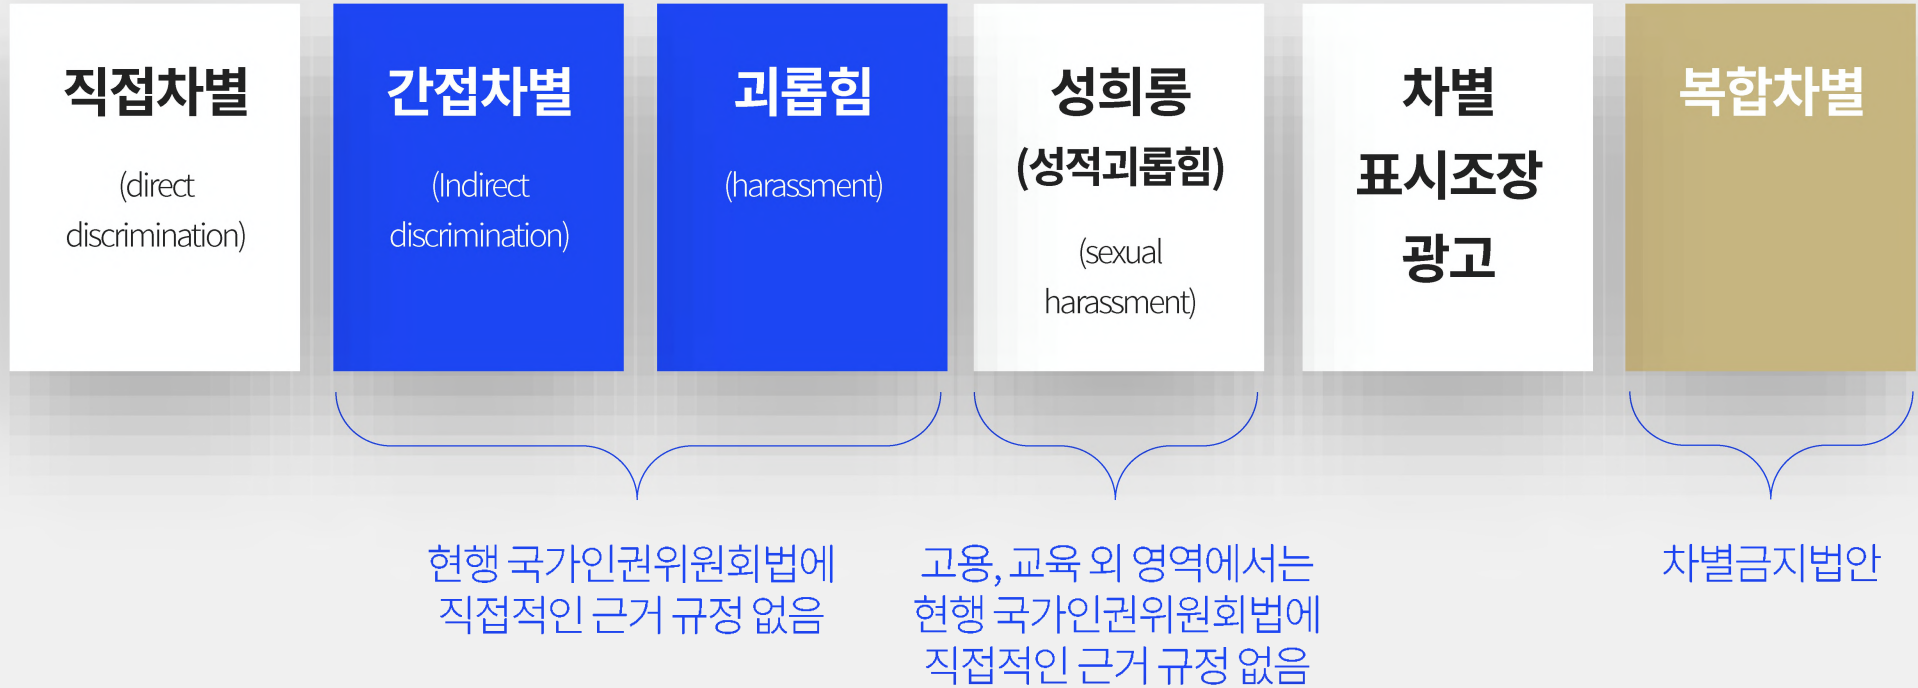 직접차별
(direct
discrimination)
간접차별
(Indirect
discrimination)
괴롭힘
(harassment)
성희롱
(성적괴롭힘)
(sexual
harassment)
차별
표시조장
광고
복합차별
현행 국가인권위원회법에
직접적인 근거 규정 없음
고용, 교육 외 영역에서는
현행 국가인권위원회법에
직접적인 근거 규정 없음
차별금지법안